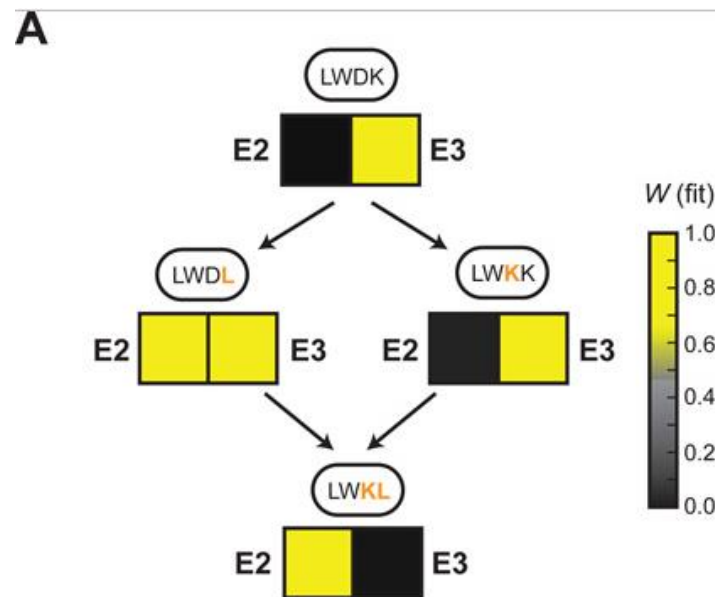 A
LWDK
E2 E3
W (fit)
1.0
LWDL LWKK
0.8
E2 E3 E2 E3
0.6
0.4
0.2
LWKL
0.0
E2 E3